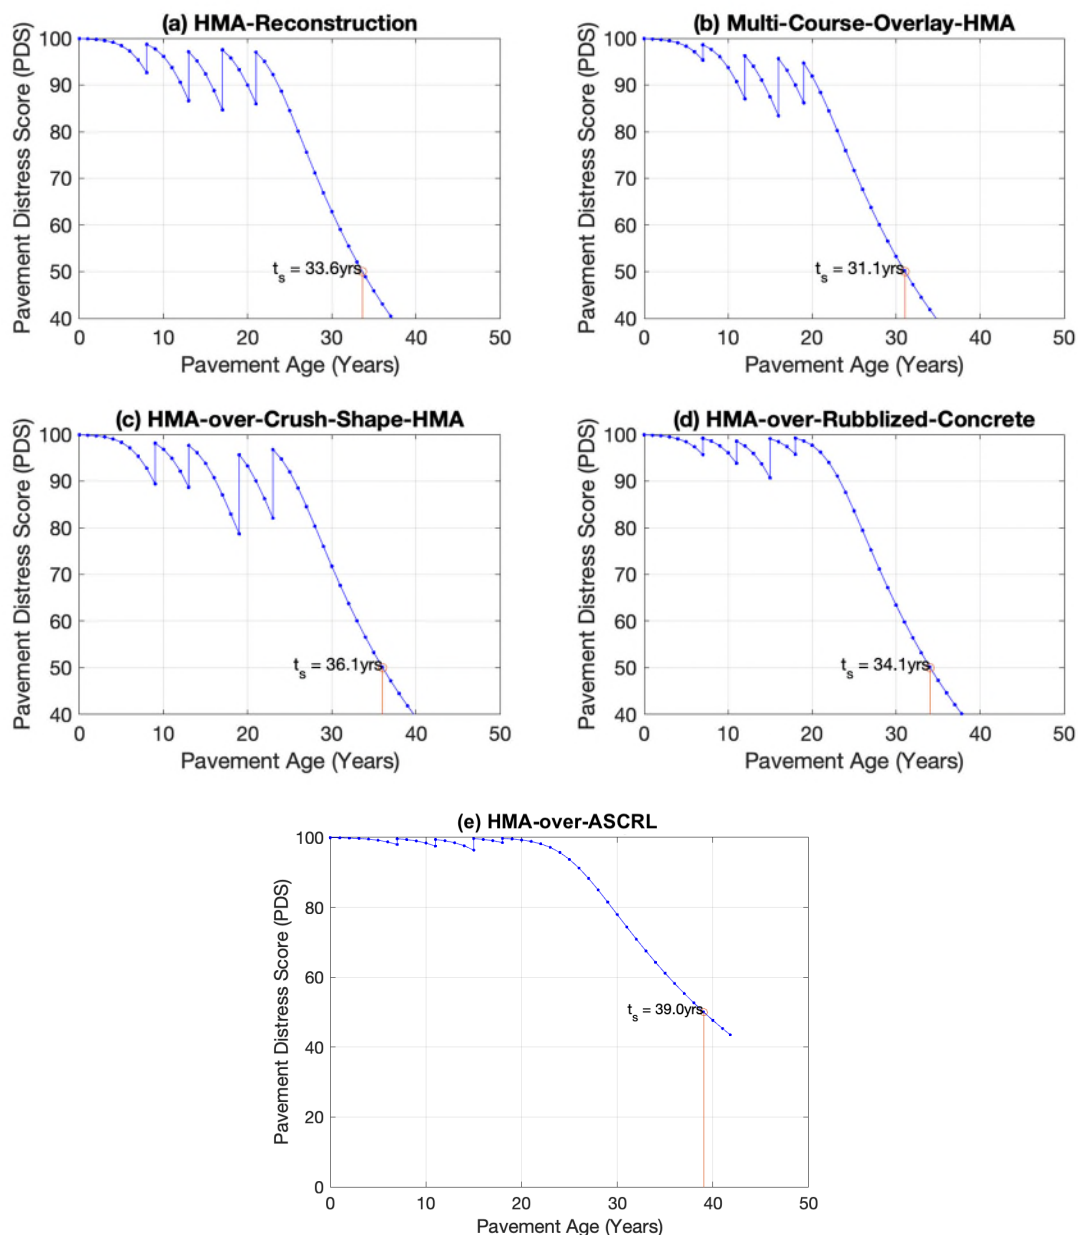 (a) HMA-Reconstruction
Pavement Distress Score (PDS)
100
90
80
70
60
50
40
t_s = 33.6yrs
0 10 20 30 40 50
Pavement Age (Years)
(b) Multi-Course-Overlay-HMA
Pavement Distress Score (PDS)
100
90
80
70
60
50
40
t_s = 31.1yrs
0 10 20 30 40 50
Pavement Age (Years)
(c) HMA-over-Crush-Shape-HMA
Pavement Distress Score (PDS)
100
90
80
70
60
50
40
t_s = 36.1yrs
0 10 20 30 40 50
Pavement Age (Years)
(d) HMA-over-Rubblized-Concrete
Pavement Distress Score (PDS)
100
90
80
70
60
50
40
t_s = 34.1yrs
0 10 20 30 40 50
Pavement Age (Years)
(e) HMA-over-ASCRL
Pavement Distress Score (PDS)
100
80
60
40
20
0
t_s = 39.0yrs
0 10 20 30 40 50
Pavement Age (Years)